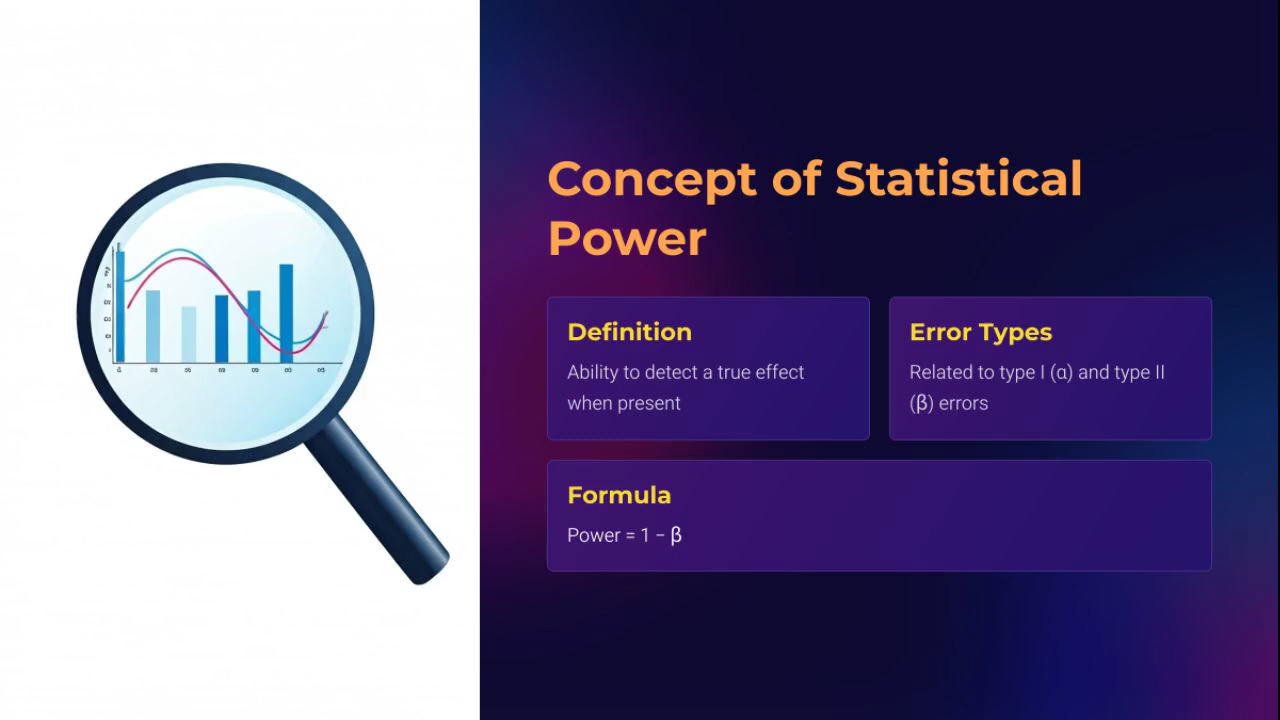 Concept of Statistical
Power
Definition
Ability to detect a true effect
when present
Error Types
Related to type I (α) and type II
(β) errors
Formula
Power = 1 − β